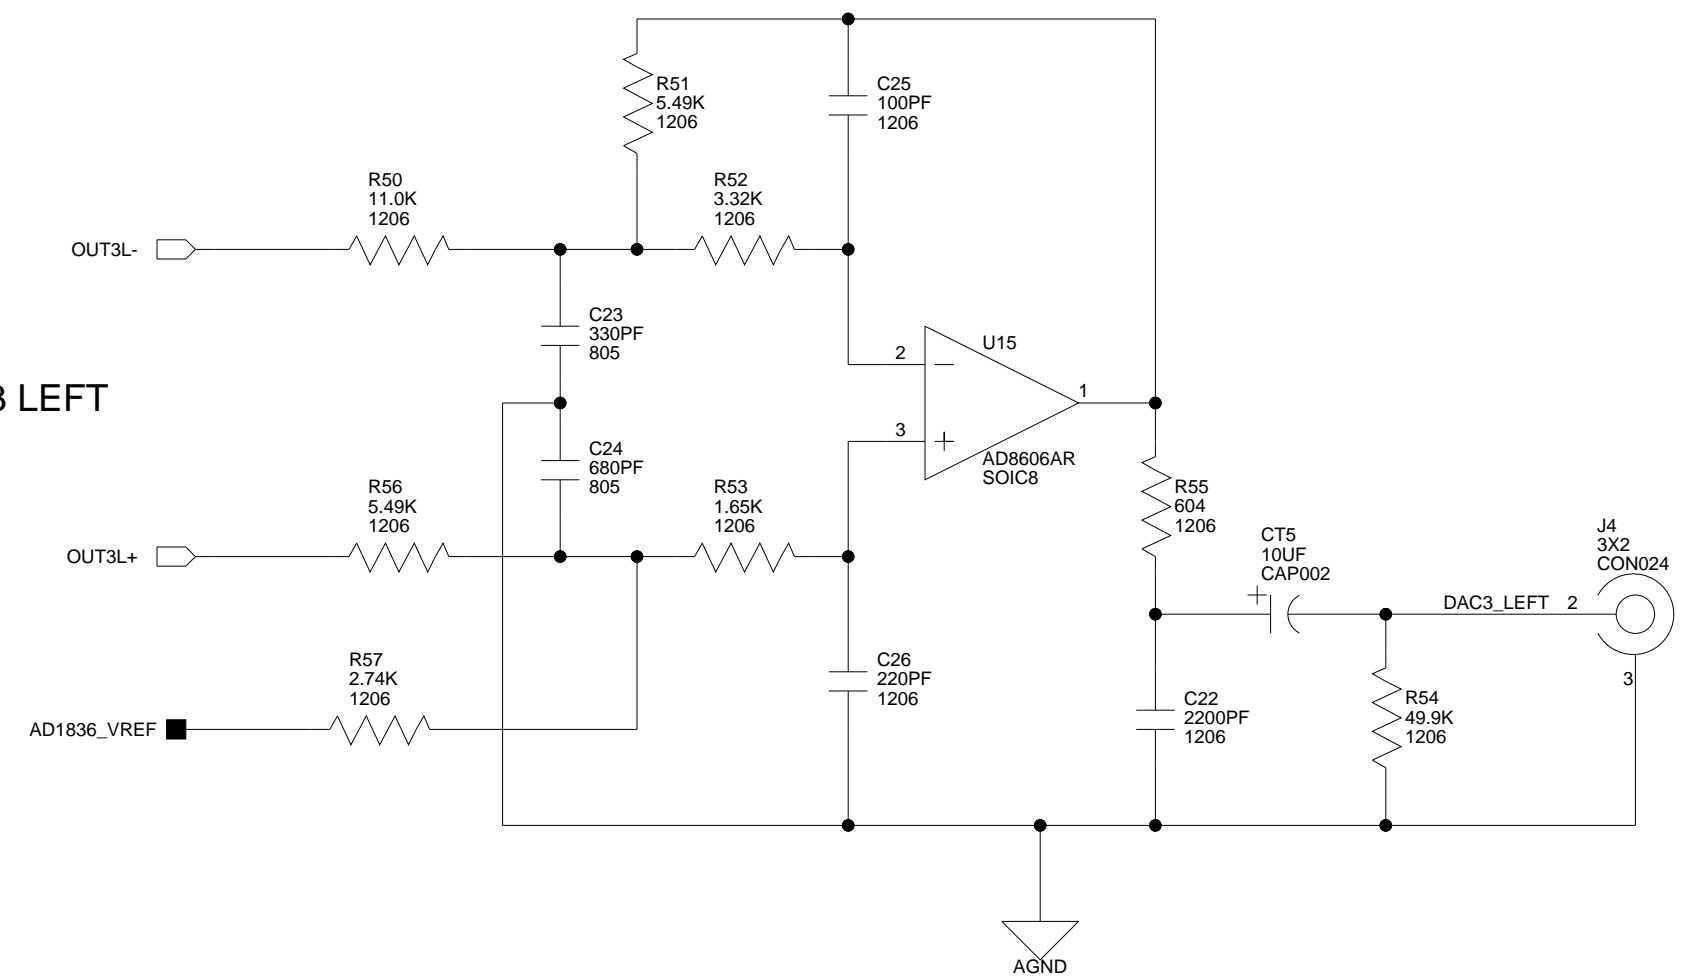 R51
5.49K
1206
C25
100PF
1206
R50
11.0K
1206
R52
3.32K
1206
OUT3L-
C23
330PF
805
U15
2
1
LEFT
3
C24
680PF
805
AD8606AR
SOIC8
R56
5.49K
1206
R53
1.65K
1206
R55
604
1206
OUT3L+
CT5
10UF
CAP002
J4
3X2
CON024
DAC3_LEFT 2
R57
2.74K
1206
C26
220PF
1206
3
C22
2200PF
1206
R54
49.9K
1206
AD1836_VREF
AGND